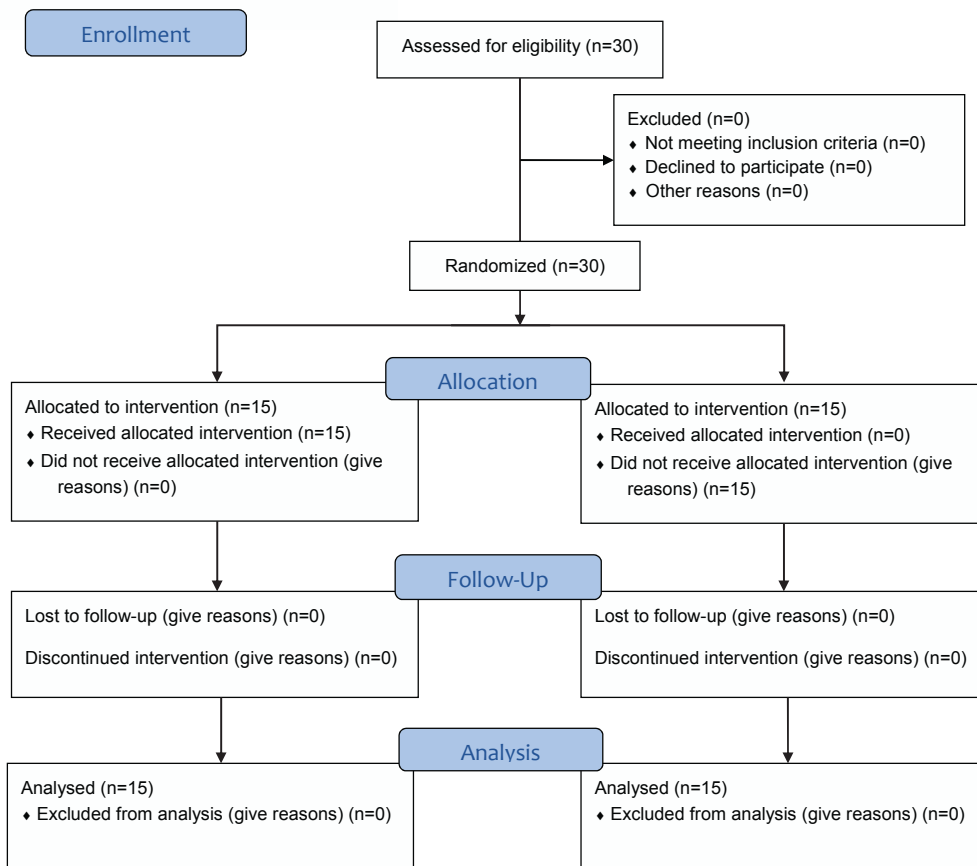 Enrollment
Assessed for eligibility (n=30)
Excluded (n=0)
♦ Not meeting inclusion criteria (n=0)
♦ Declined to participate (n=0)
♦ Other reasons (n=0)
Randomized (n=30)
Allocation
Allocated to intervention (n=15)
♦ Received allocated intervention (n=15)
♦ Did not receive allocated intervention (give
reasons) (n=0)
Allocated to intervention (n=15)
♦ Received allocated intervention (n=0)
♦ Did not receive allocated intervention (give
reasons) (n=15)
Follow-Up
Lost to follow-up (give reasons) (n=0)
Discontinued intervention (give reasons) (n=0)
Lost to follow-up (give reasons) (n=0)
Discontinued intervention (give reasons) (n=0)
Analysis
Analysed (n=15)
♦ Excluded from analysis (give reasons) (n=0)
Analysed (n=15)
♦ Excluded from analysis (give reasons) (n=0)